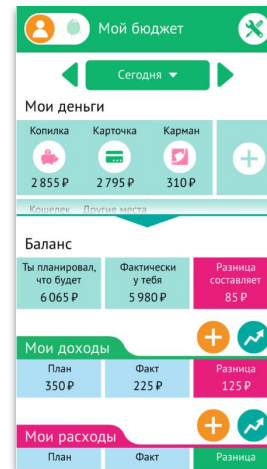 Мой бюджет
Сегодня
Мои деньги
Копилка Карточка Карман
2 855 ₽ 2 795 ₽ 310 ₽
Кошелек Другие места
Баланс
Ты планировал, Фактически Разница
что будет у тебя составляет
6 065 ₽ 5 980 ₽ 85 ₽
Мои доходы
План Факт Разница
350 ₽ 225 ₽ 125 ₽
Мои расходы
План Факт Разница